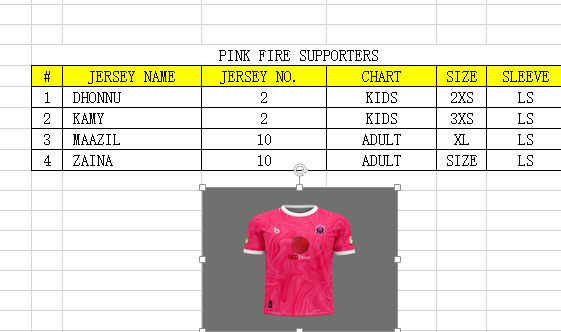 PINK FIRE SUPPORTERS
# JERSEY NAME JERSEY NO. CHART SIZE SLEEVE
1 DHONNU 2 KIDS 2XS LS
2 KAMY 2 KIDS 3XS LS
3 MAAZIL 10 ADULT XL LS
4 ZAINA 10 ADULT SIZE LS